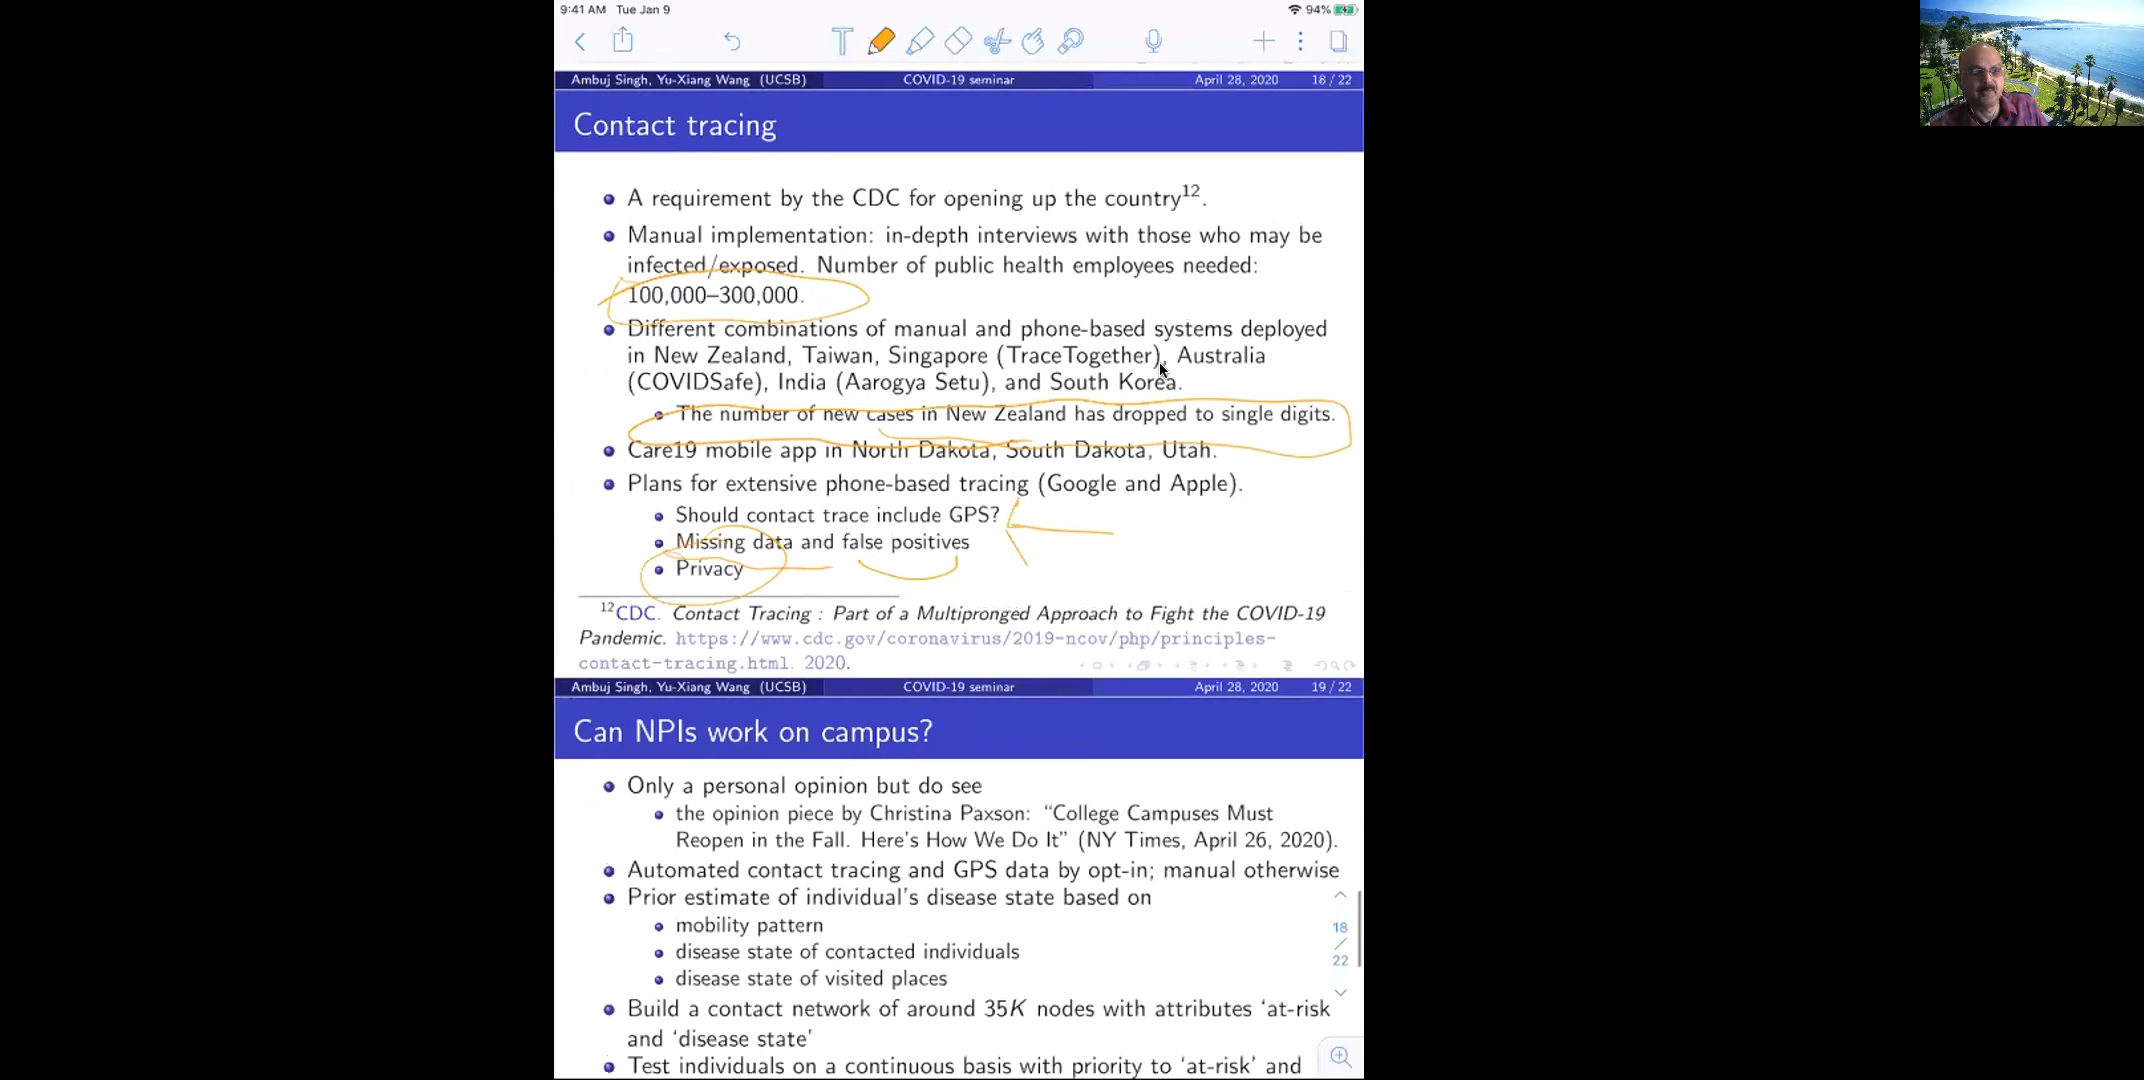 9:41 AM Tue Jan 9
94%
Ambuj Singh, Yu-Xiang Wang (UCSB) COVID-19 seminar April 28, 2020 18 / 22
Contact tracing
A requirement by the CDC for opening up the country12.
Manual implementation: in-depth interviews with those who may be
infected/exposed. Number of public health employees needed:
100,000–300,000.
Different combinations of manual and phone-based systems deployed
in New Zealand, Taiwan, Singapore (TraceTogether), Australia
(COVIDSafe), India (Aarogya Setu), and South Korea.
The number of new cases in New Zealand has dropped to single digits.
Care19 mobile app in North Dakota, South Dakota, Utah.
Plans for extensive phone-based tracing (Google and Apple).
Should contact trace include GPS?
Missing data and false positives
Privacy
12CDC. Contact Tracing : Part of a Multipronged Approach to Fight the COVID-19
Pandemic. https://www.cdc.gov/coronavirus/2019-ncov/php/principles-
contact-tracing.html. 2020.
Ambuj Singh, Yu-Xiang Wang (UCSB) COVID-19 seminar April 28, 2020 19 / 22
Can NPIs work on campus?
Only a personal opinion but do see
the opinion piece by Christina Paxson: “College Campuses Must
Reopen in the Fall. Here's How We Do It” (NY Times, April 26, 2020).
Automated contact tracing and GPS data by opt-in; manual otherwise
Prior estimate of individual's disease state based on
mobility pattern
disease state of contacted individuals
disease state of visited places
Build a contact network of around 35K nodes with attributes ‘at-risk
and ‘disease state’
Test individuals on a continuous basis with priority to ‘at-risk’ and
18
/
22